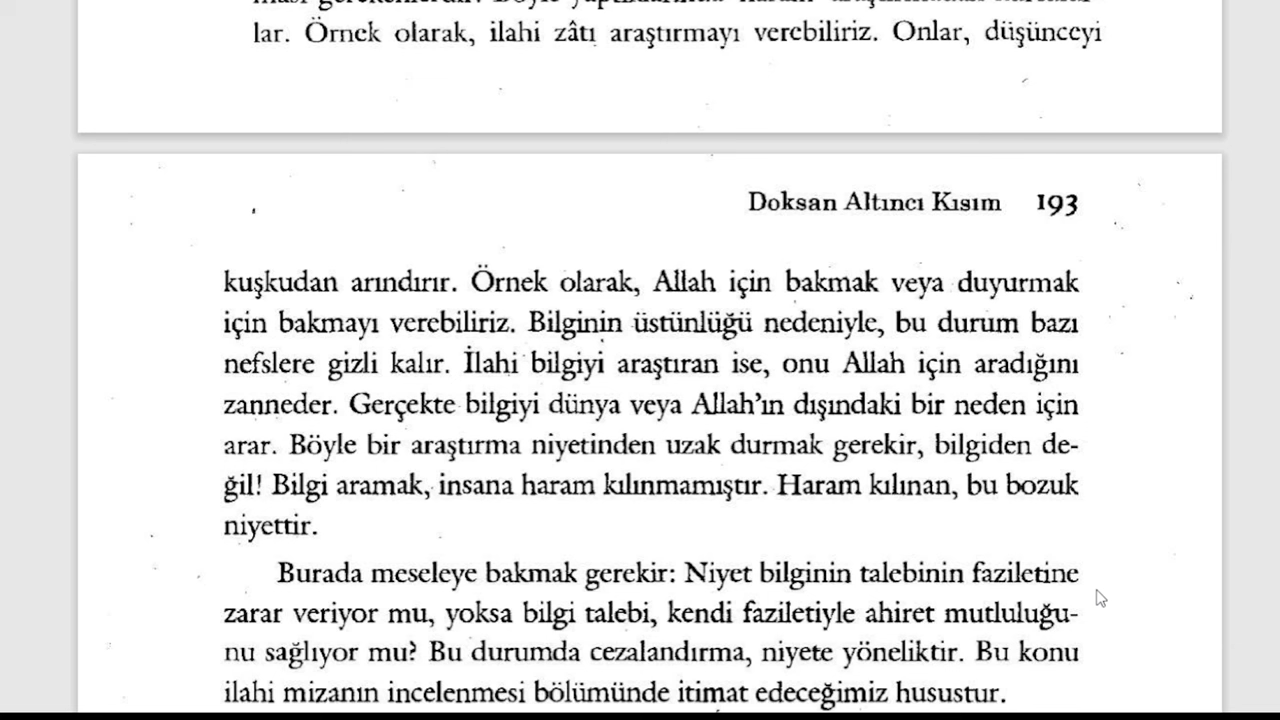 lar. Örnek olarak, ilahi zâtı araştırmayı verebiliriz. Onlar, düşünceyi
Doksan Altıncı Kısım 193
kuşkudan arındırır. Örnek olarak, Allah için bakmak veya duyurmak
için bakmayı verebiliriz. Bilginin üstünlüğü nedeniyle, bu durum bazı
nefslere gizli kalır. İlahi bilgiyi araştıran ise, onu Allah için aradığını
zanneder. Gerçekte bilgiyi dünya veya Allah'ın dışındaki bir neden için
arar. Böyle bir araştırma niyetinden uzak durmak gerekir, bilgiden de-
ğil! Bilgi aramak, insana haram kılınmamıştır. Haram kılınan, bu bozuk
niyettir.
Burada meseleye bakmak gerekir: Niyet bilginin talebinin faziletine
zarar veriyor mu, yoksa bilgi talebi, kendi faziletiyle ahiret mutluluğu-
nu sağlıyor mu? Bu durumda cezalandırma, niyete yöneliktir. Bu konu
ilahi mizanın incelenmesi bölümünde itimat edeceğimiz husustur.